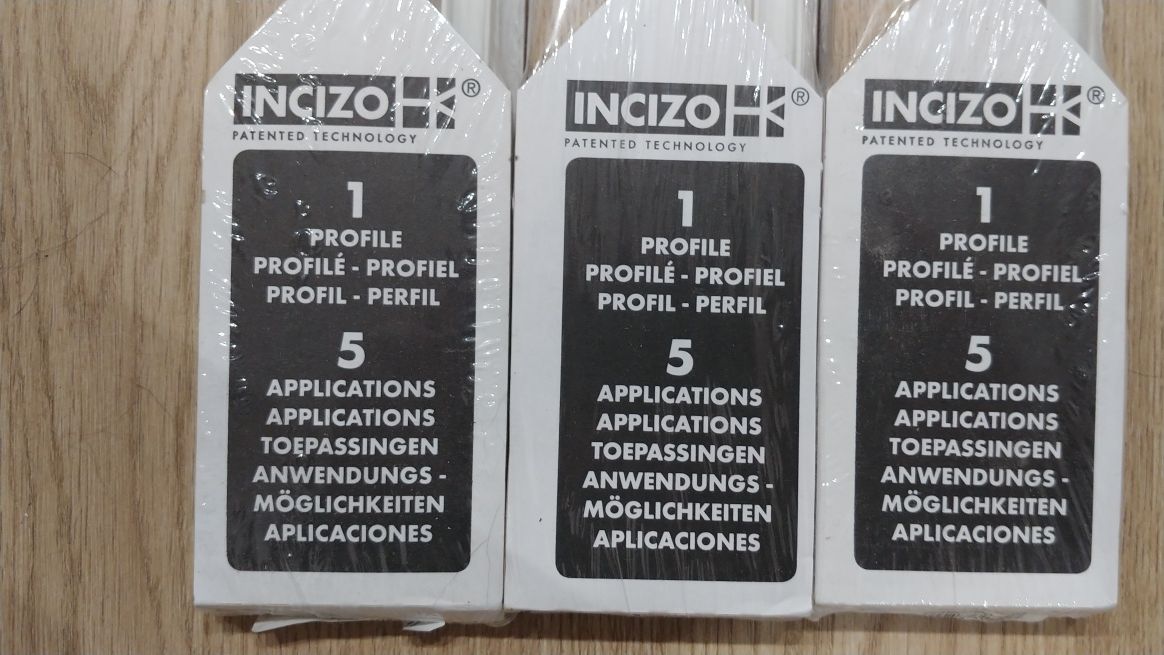 INCIZO®
PATENTED TECHNOLOGY
1
PROFILE
PROFILÉ - PROFIEL
PROFIL - PERFIL
5
APPLICATIONS
APPLICATIONS
TOEPASSINGEN
ANWENDUNGS -
MÖGLICHKEITEN
APLICACIONES
INCIZO®
PATENTED TECHNOLOGY
1
PROFILE
PROFILÉ - PROFIEL
PROFIL - PERFIL
5
APPLICATIONS
APPLICATIONS
TOEPASSINGEN
ANWENDUNGS -
MÖGLICHKEITEN
APLICACIONES
INCIZO®
PATENTED TECHNOLOGY
1
PROFILE
PROFILÉ - PROFIEL
PROFIL - PERFIL
5
APPLICATIONS
APPLICATIONS
TOEPASSINGEN
ANWENDUNGS -
MÖGLICHKEITEN
APLICACIONES